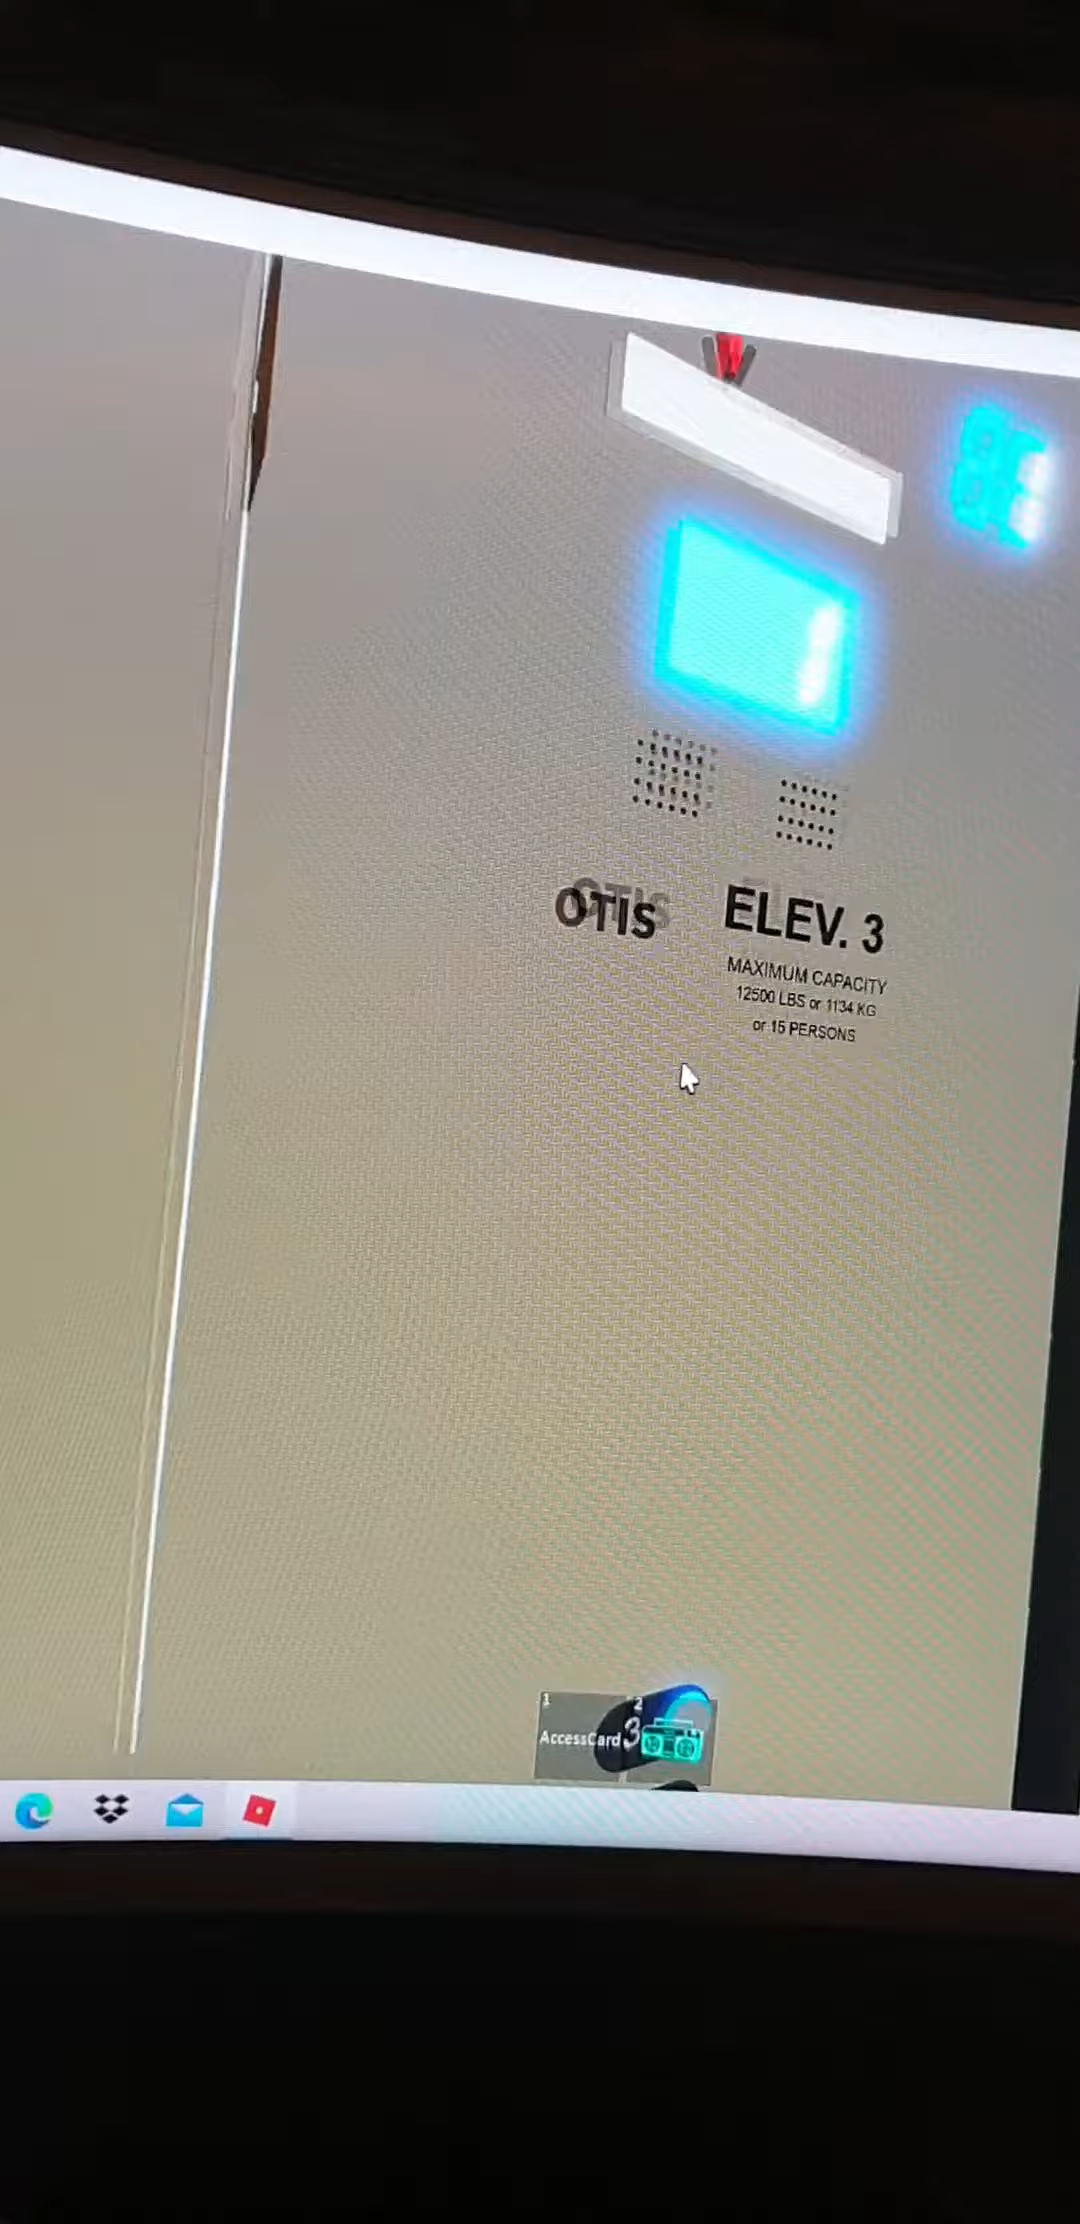 OTIS
ELEV. 3
MAXIMUM CAPACITY
12500 LBS or 1134 KG
or 15 PERSONS
1
2
AccessCard
3